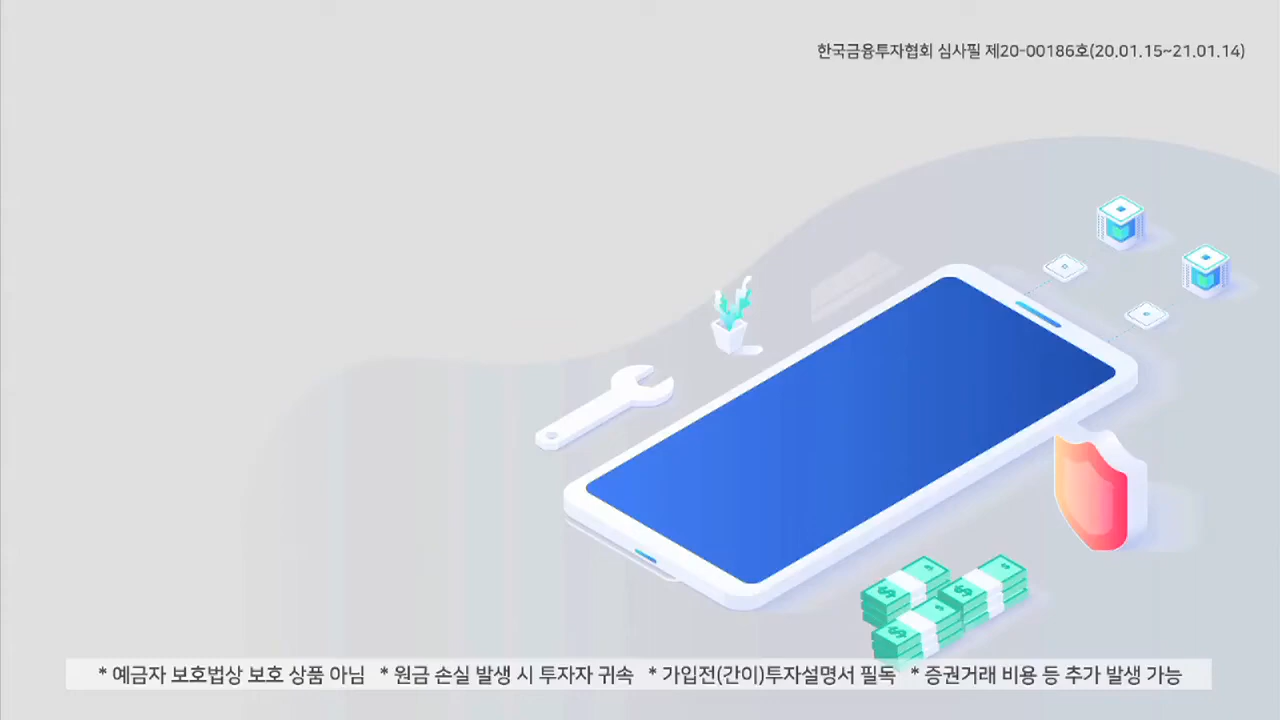 한국금융투자협회 심사필 제20-00186호(20.01.15~21.01.14)
* 예금자 보호법상 보호 상품 아님 * 원금 손실 발생 시 투자자 귀속 * 가입전(간이)투자설명서 필독 * 증권거래 비용 등 추가 발생 가능